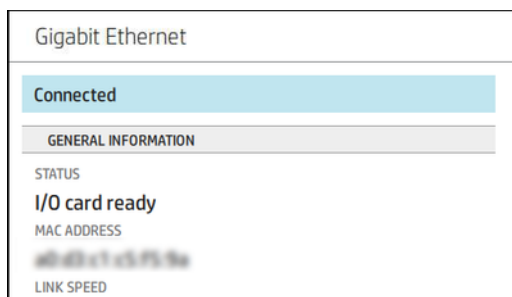 Gigabit Ethernet
Connected
GENERAL INFORMATION
STATUS
I/O card ready
MAC ADDRESS
LINK SPEED